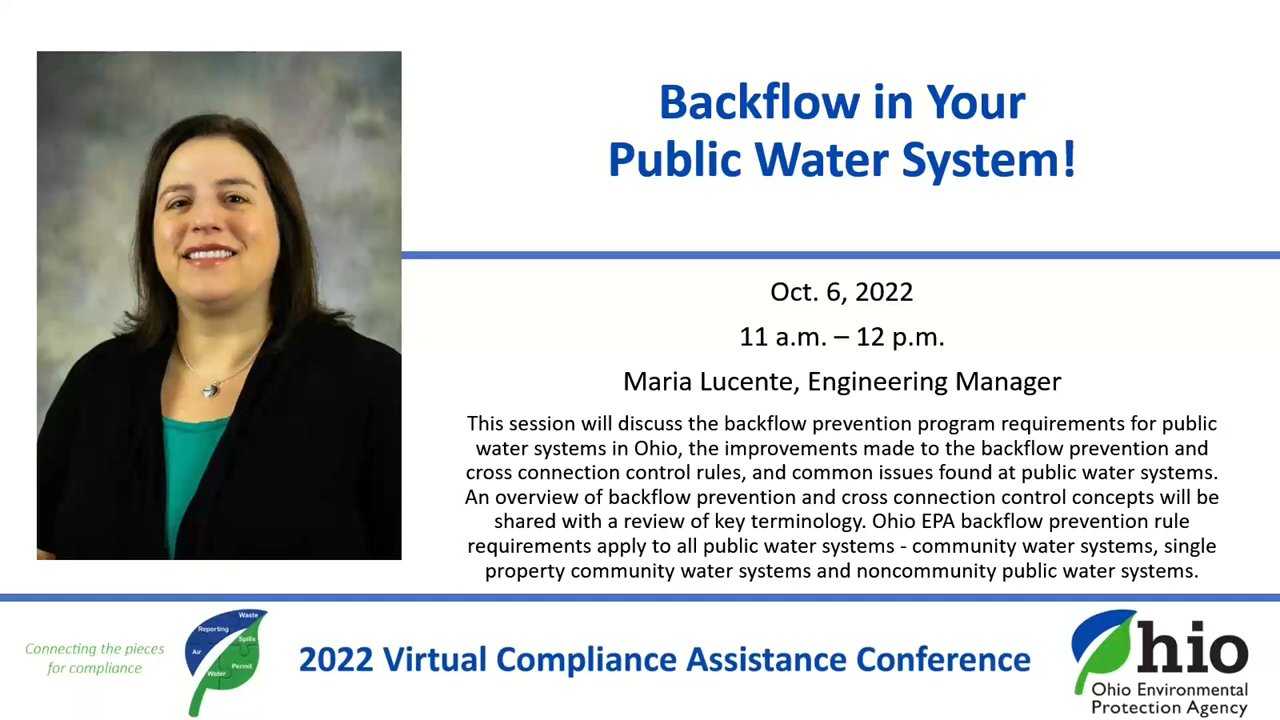 Backflow in Your
Public Water System!
Oct. 6, 2022
11 a.m. – 12 p.m.
Maria Lucente, Engineering Manager
This session will discuss the backflow prevention program requirements for public
water systems in Ohio, the improvements made to the backflow prevention and
cross connection control rules, and common issues found at public water systems.
An overview of backflow prevention and cross connection control concepts will be
shared with a review of key terminology. Ohio EPA backflow prevention rule
requirements apply to all public water systems - community water systems, single
property community water systems and noncommunity public water systems.
Connecting the pieces
for compliance
Waste
Reporting
Spills
Air
Permit
Water
2022 Virtual Compliance Assistance Conference
Ohio
Ohio Environmental
Protection Agency